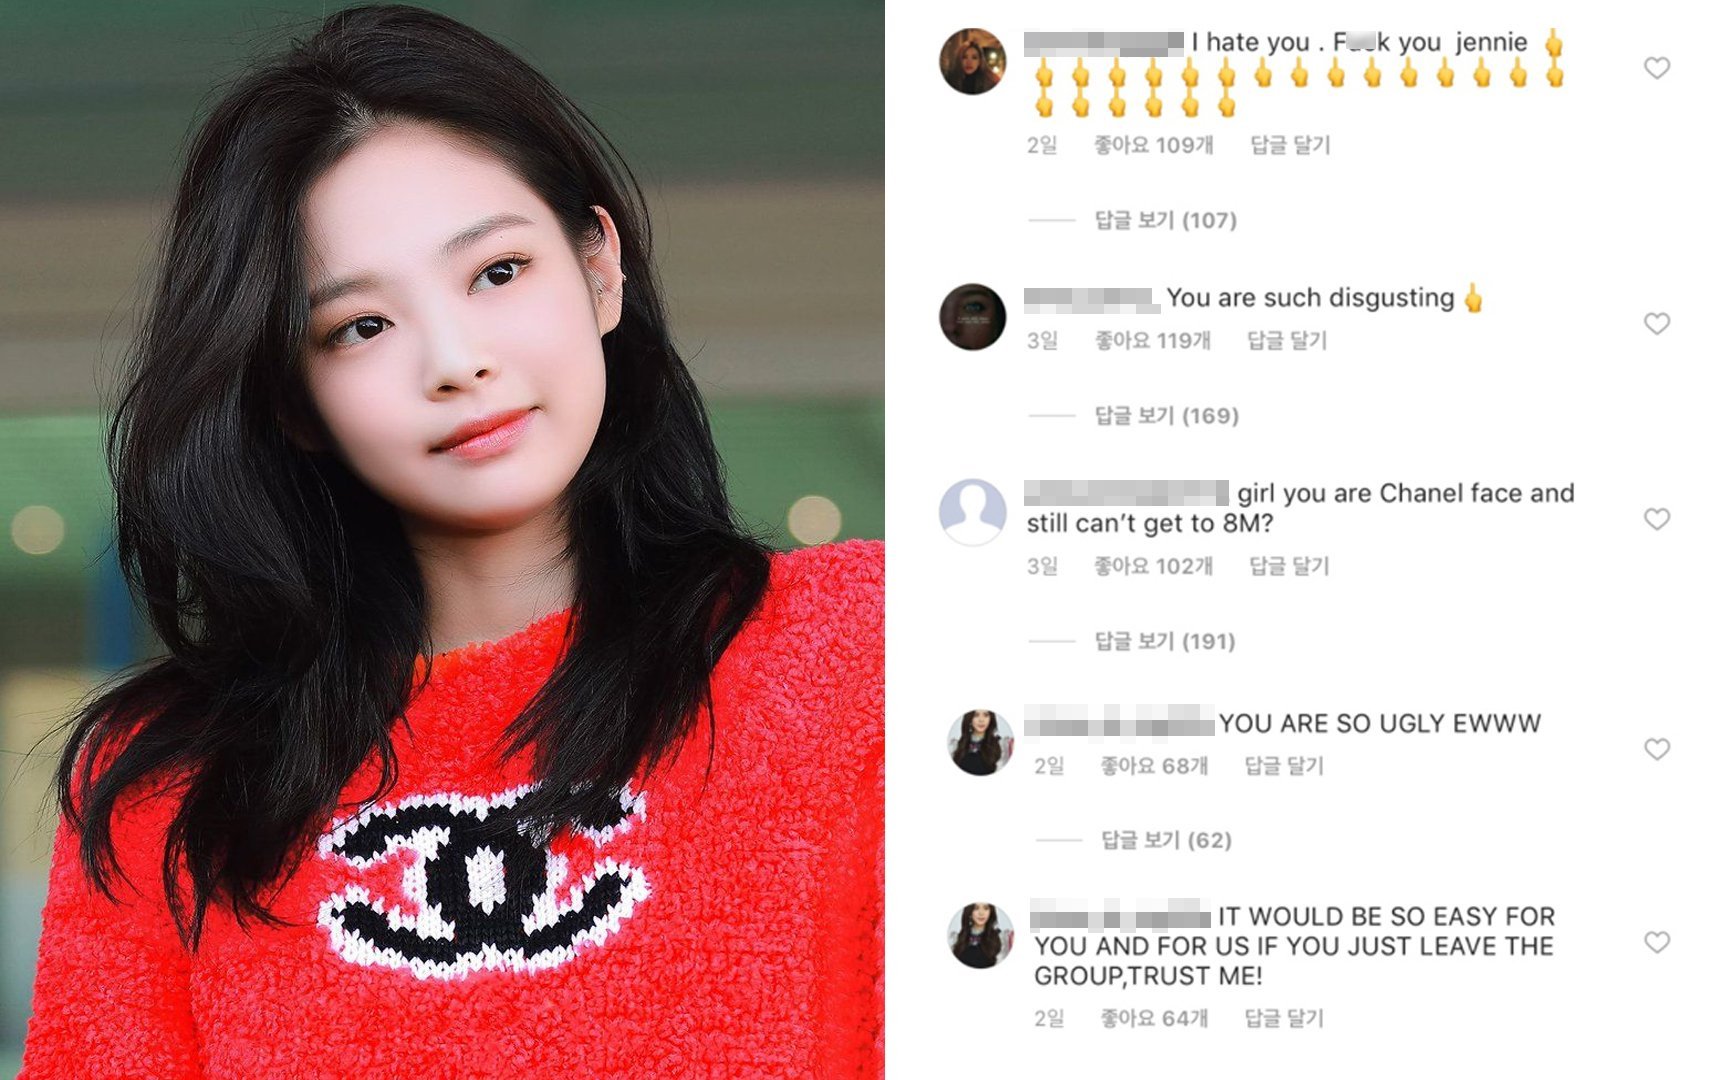 I hate you . F k you jennie 🖕
🖕🖕🖕🖕🖕🖕🖕🖕🖕🖕🖕🖕🖕🖕🖕
🖕🖕🖕🖕🖕🖕
2일 좋아요 109개 답글 달기
답글 보기 (107)
You are such disgusting🖕
3일 좋아요 119개 답글 달기
답글 보기 (169)
girl you are Chanel face and
still can't get to 8M?
3일 좋아요 102개 답글 달기
답글 보기 (191)
YOU ARE SO UGLY EWWW
2일 좋아요 68개 답글 달기
답글 보기 (62)
IT WOULD BE SO EASY FOR
YOU AND FOR US IF YOU JUST LEAVE THE
GROUP,TRUST ME!
2일 좋아요 64개 답글 달기